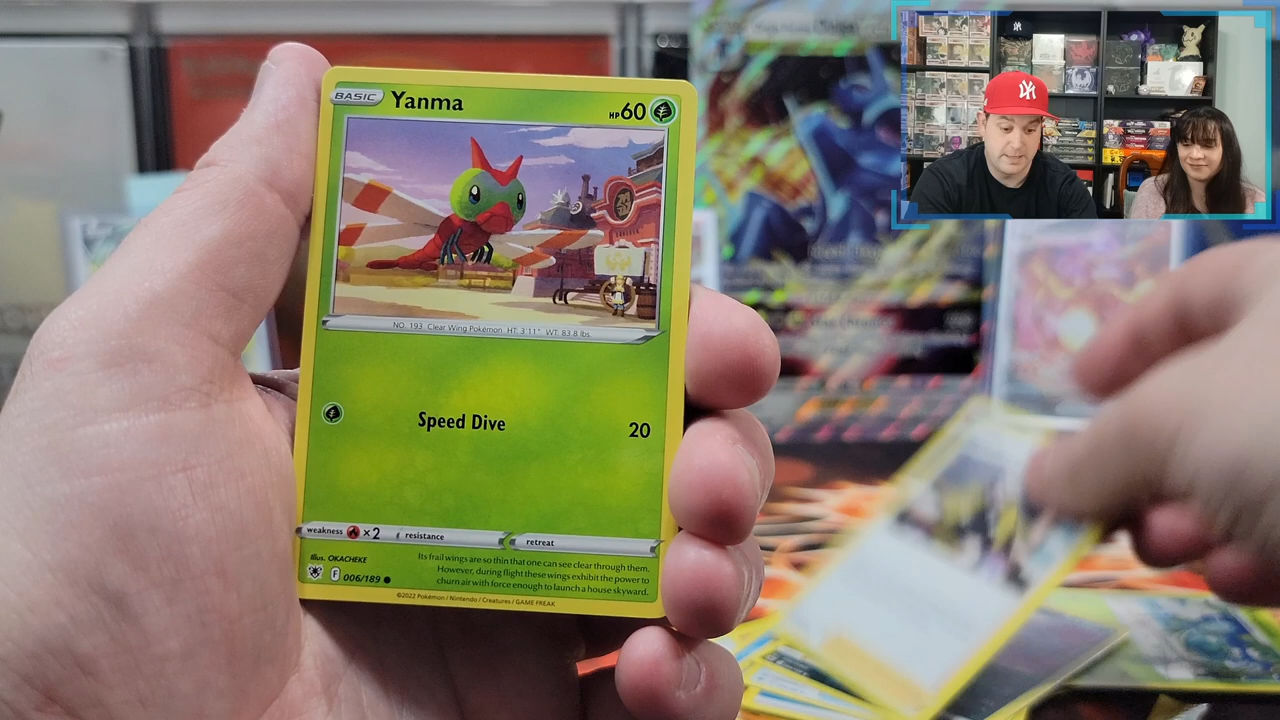 BASIC Yanma HP60
NO. 193 Clear Wing Pokémon HT: 3'11" WT: 83.8 lbs.
Speed Dive 20
weakness ×2 resistance retreat
Illus. OKACHEKE
Its frail wings are so thin that one can see clear through them.
However, during flight these wings exhibit the power to
churn air with force enough to launch a house skyward.
F 006/189
©2022 Pokémon / Nintendo / Creatures / GAME FREAK